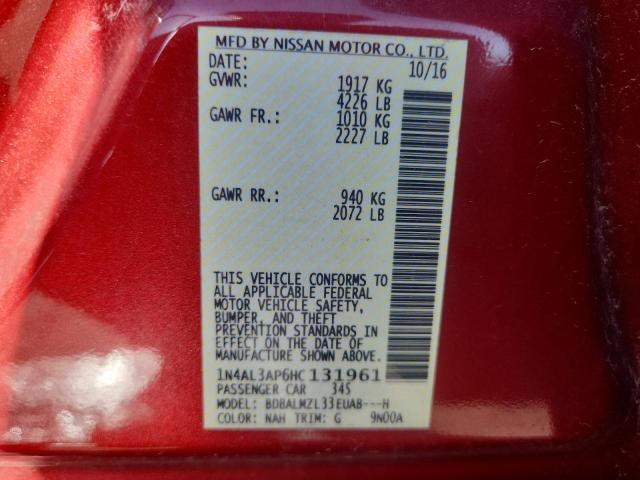 MFD BY NISSAN MOTOR CO., LTD.
DATE: 10/16
GVWR: 1917 KG
4226 LB
GAWR FR.: 1010 KG
2227 LB
GAWR RR.: 940 KG
2072 LB
THIS VEHICLE CONFORMS TO
ALL APPLICABLE FEDERAL
MOTOR VEHICLE SAFETY,
BUMPER, AND THEFT
PREVENTION STANDARDS IN
EFFECT ON THE DATE OF
MANUFACTURE SHOWN ABOVE.
1N4AL3AP6HC131961
PASSENGER CAR 345
MODEL: BDBALMZL33EUAB---H
COLOR: NAH TRIM: G 9N00A